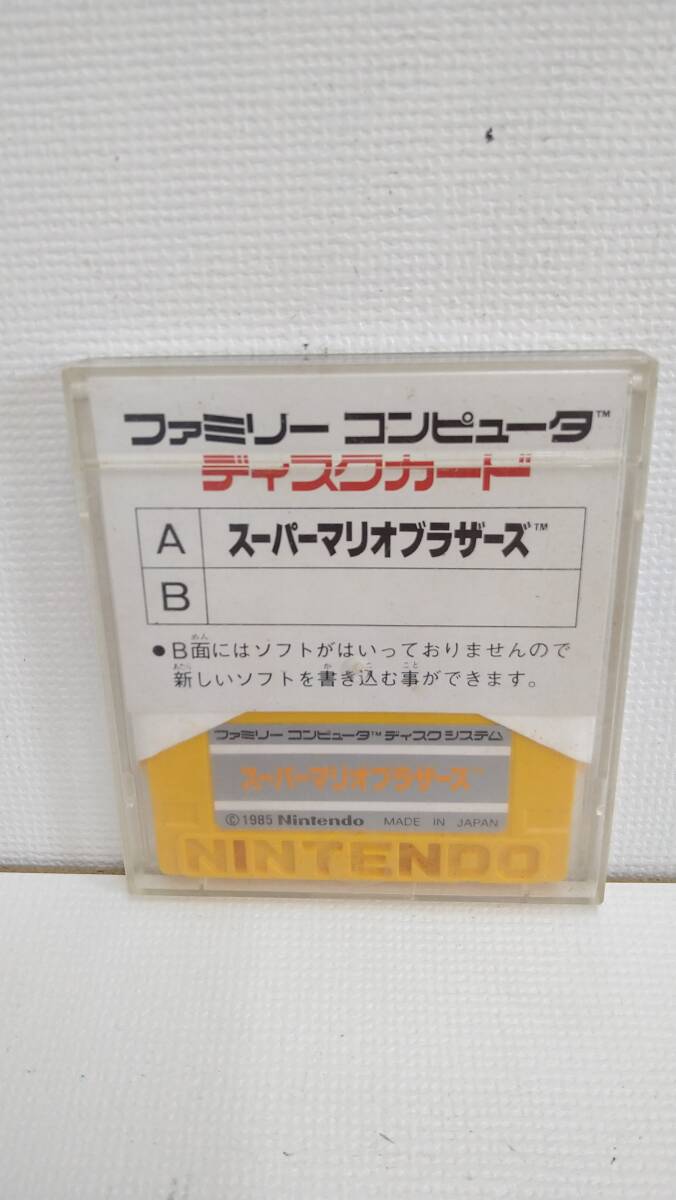 ファミリー コンピュータ™
ディスクカード
A スーパーマリオブラザーズ™
B
●B面にはソフトがはいっておりませんので
新しいソフトを書き込む事ができます。
ファミリー コンピュータ™ ディスクシステム
スーパーマリオブラザーズ™
©1985 Nintendo MADE IN JAPAN
NINTENDO